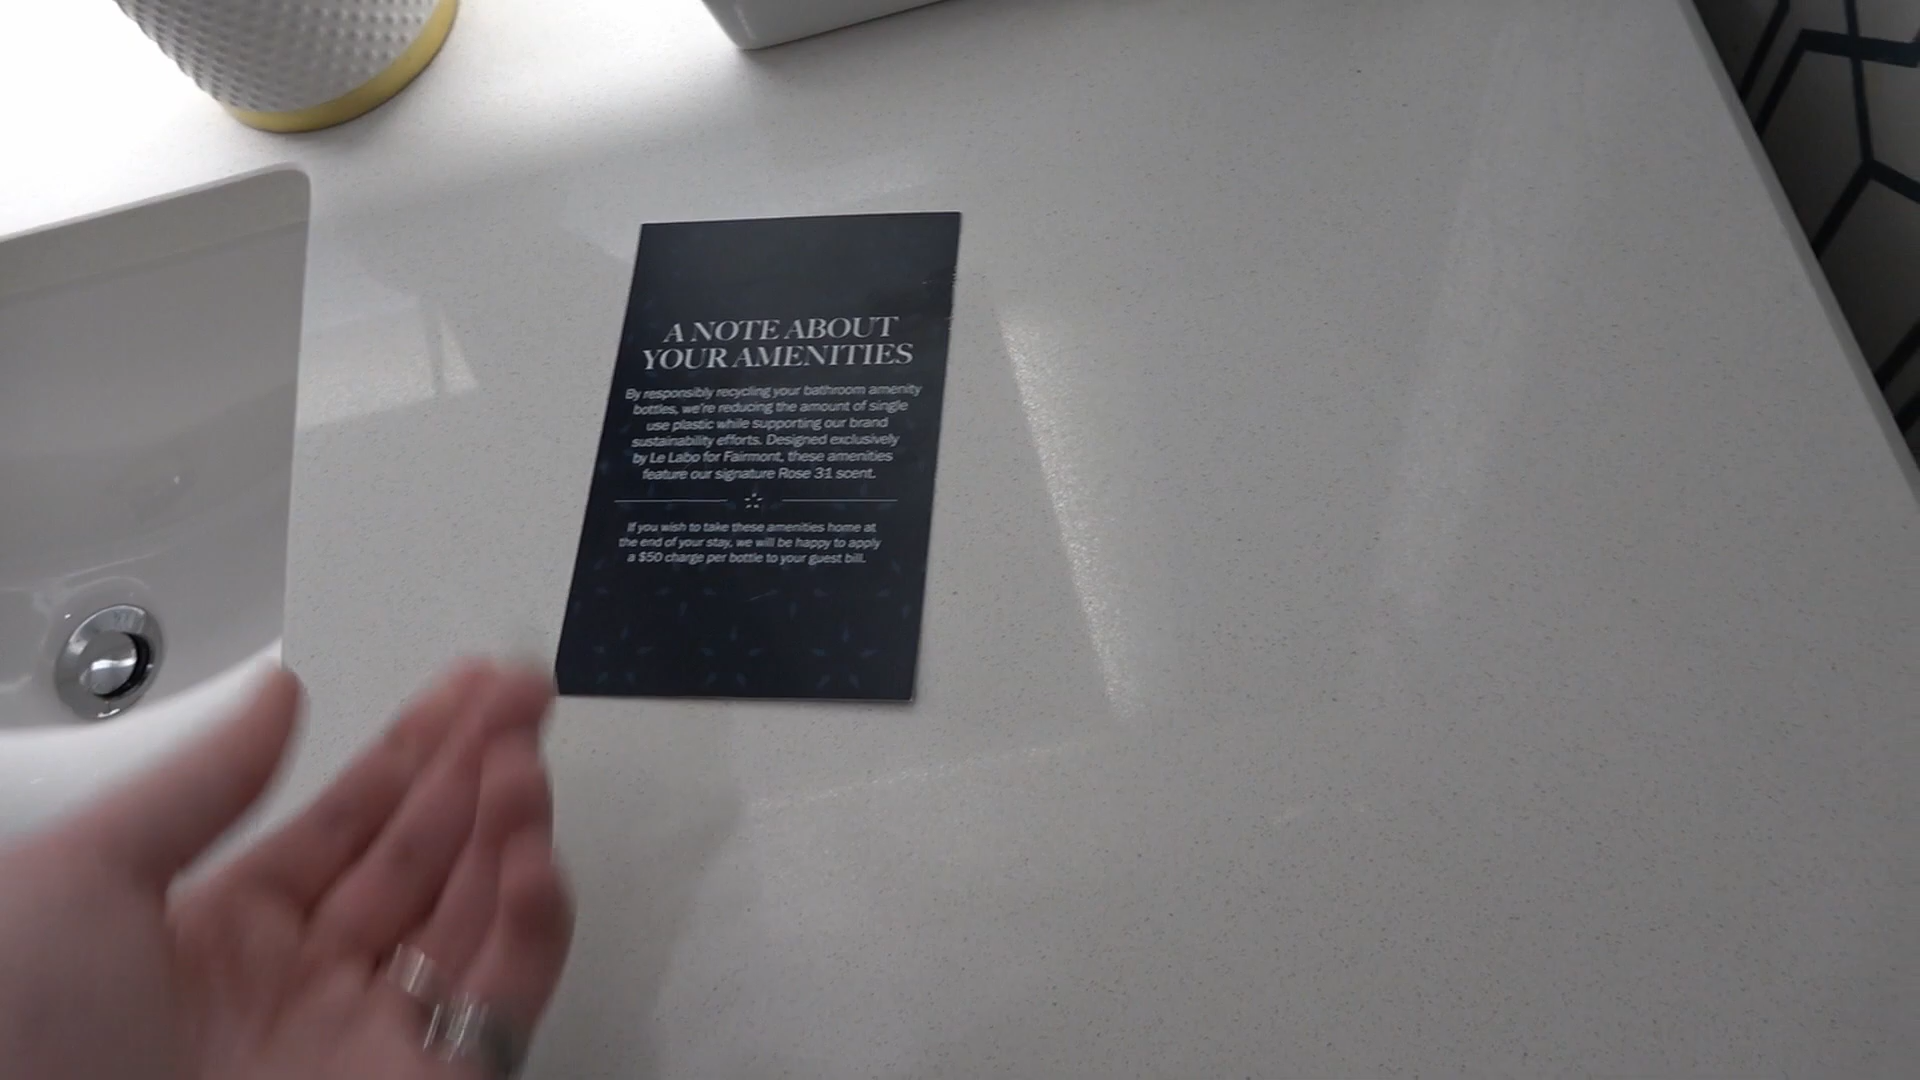 A NOTE ABOUT
YOUR AMENITIES
By responsibly recycling your bathroom amenity
bottles, we're reducing the amount of single
use plastic while supporting our brand
sustainability efforts. Designed exclusively
by Le Labo for Fairmont, these amenities
feature our signature Rose 31 scent.
If you wish to take these amenities home at
the end of your stay, we will be happy to apply
a $50 charge per bottle to your guest bill.